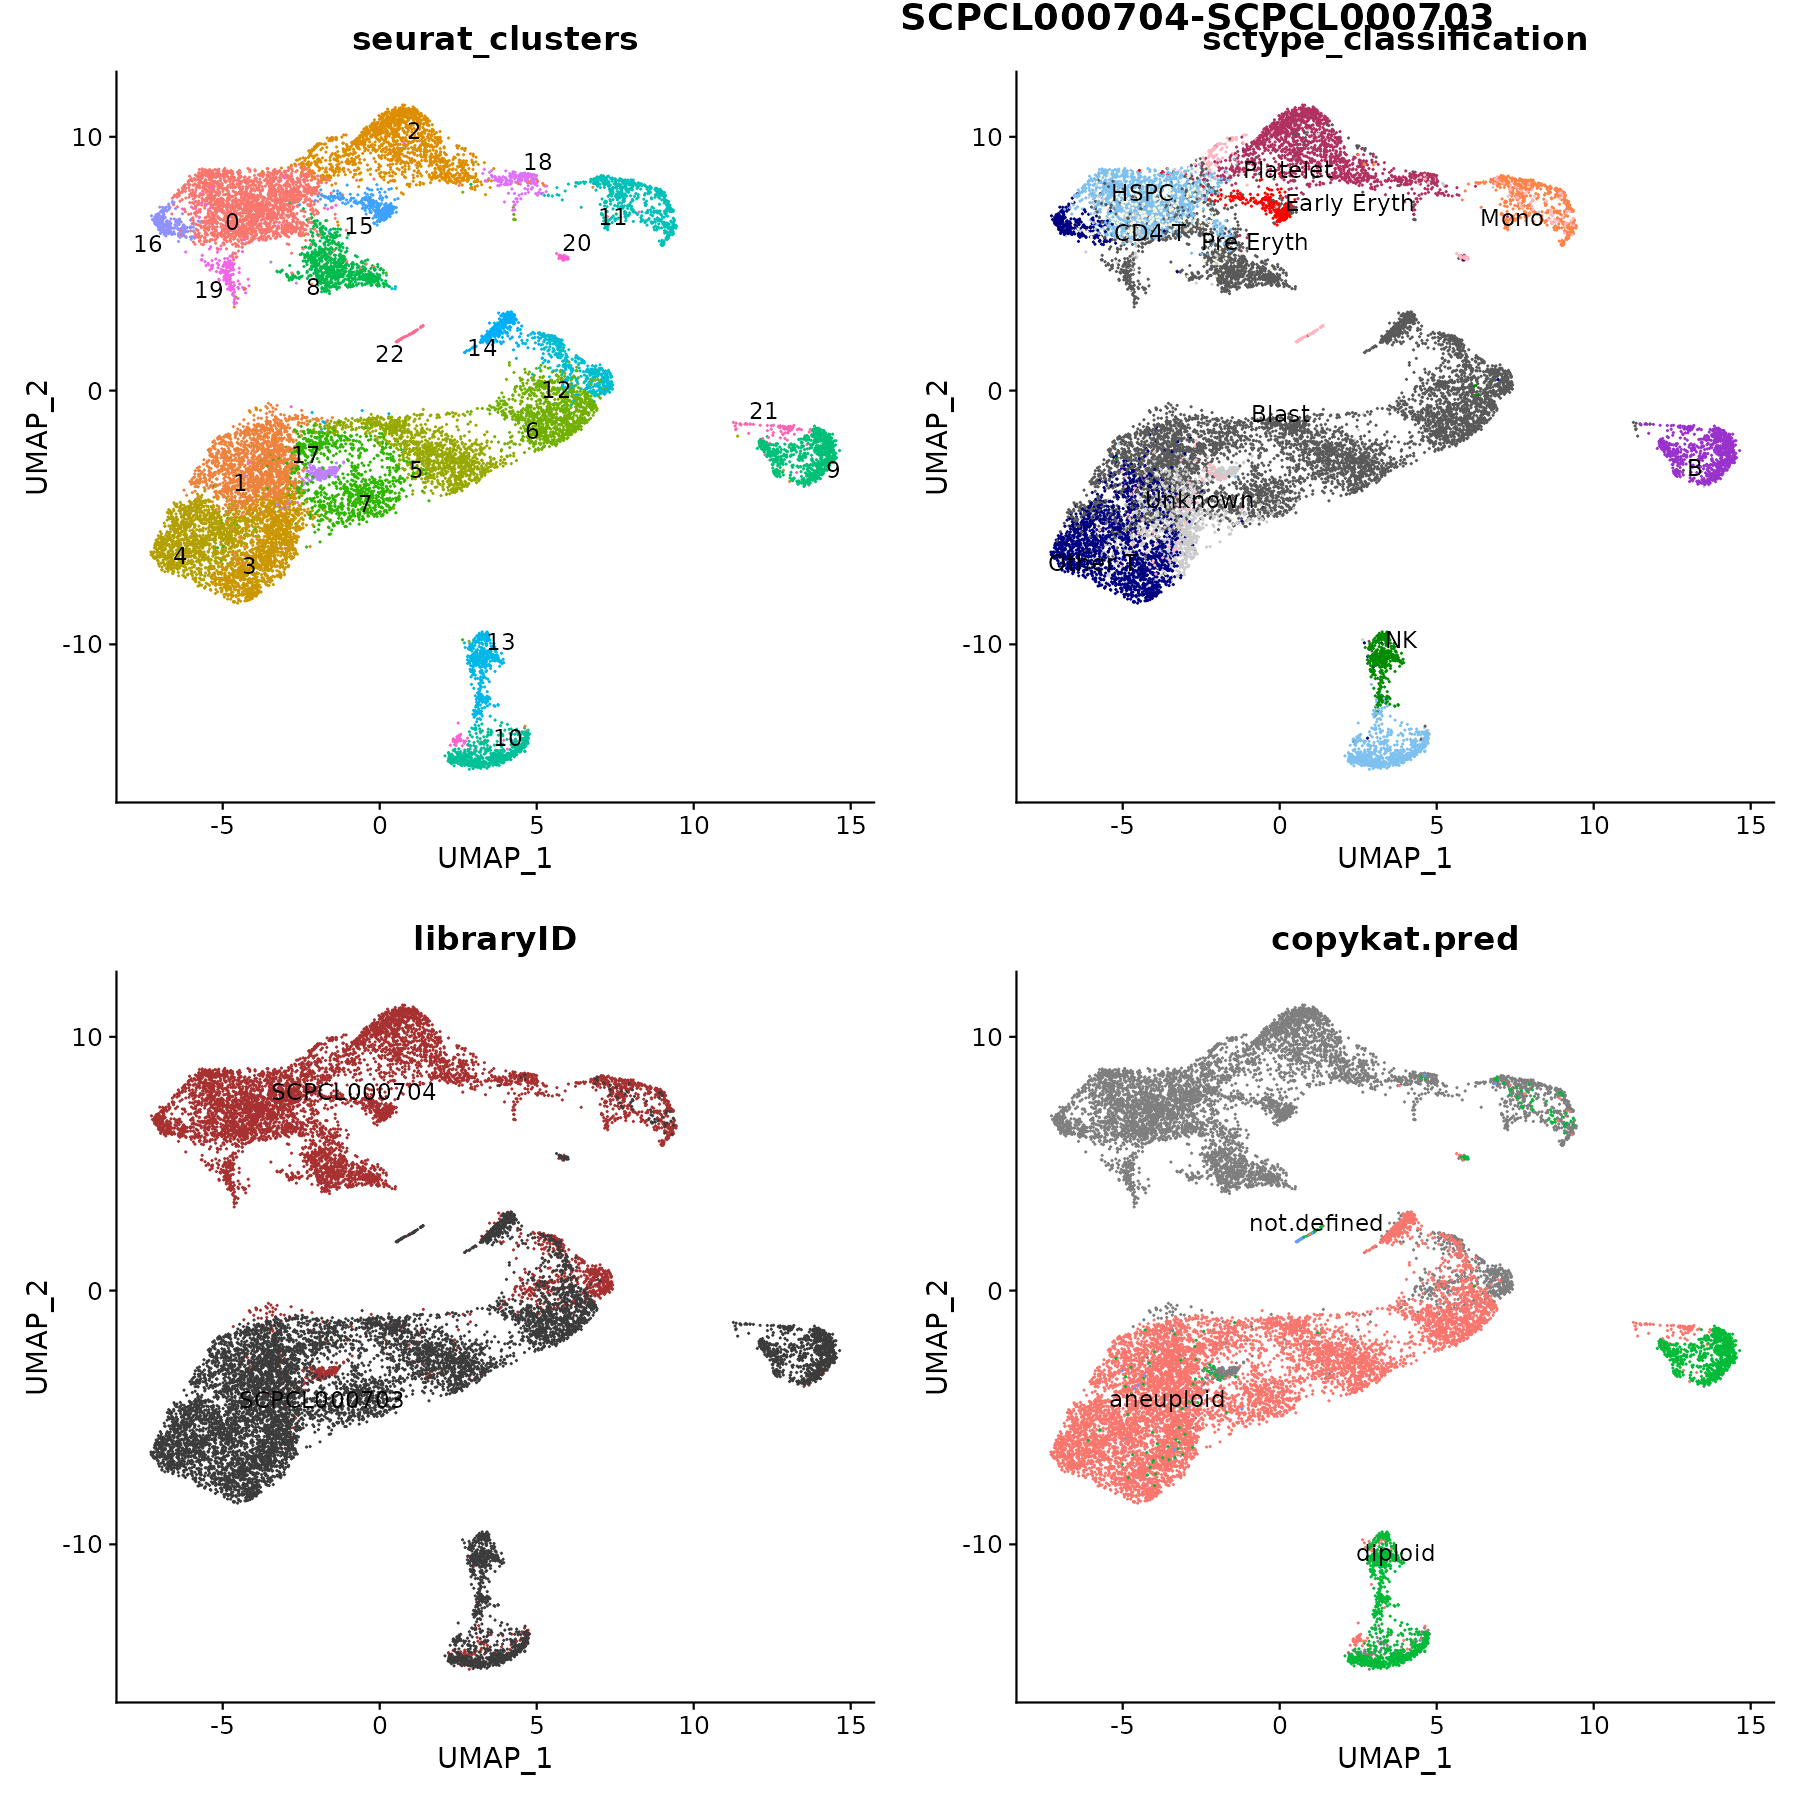 SCPCL000704-SCPCL000703
seurat_clusters
sctype_classification
10
0
-10
UMAP_2
-5
0
5
10
15
UMAP_1
2
18
0
15
11
16
20
19
8
22
14
12
6
21
9
17
1
5
7
4
3
13
10
10
0
-10
UMAP_2
-5
0
5
10
15
UMAP_1
Platelet
HSPC
Early Eryth
Mono
CD4 T
Pre Eryth
Blast
B
Unknown
Other T
NK
libraryID
copykat.pred
10
0
-10
UMAP_2
-5
0
5
10
15
UMAP_1
SCPCL000704
SCPCL000703
10
0
-10
UMAP_2
-5
0
5
10
15
UMAP_1
not.defined
aneuploid
diploid